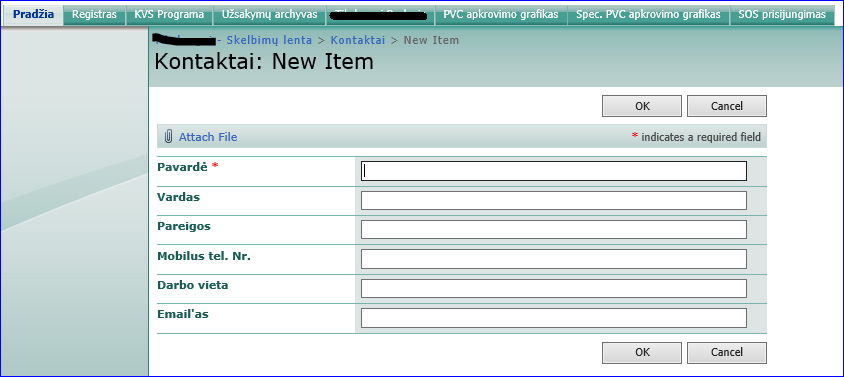 Pradžia Registras KVS Programa Užsakymų archyvas PVC apkrovimo grafikas Spec. PVC apkrovimo grafikas SOS prisijungimas
- Skelbimų lenta > Kontaktai > New Item
Kontaktai: New Item
OK Cancel
Attach File * indicates a required field
Pavardė *
Vardas
Pareigos
Mobilus tel. Nr.
Darbo vieta
Email'as
OK Cancel